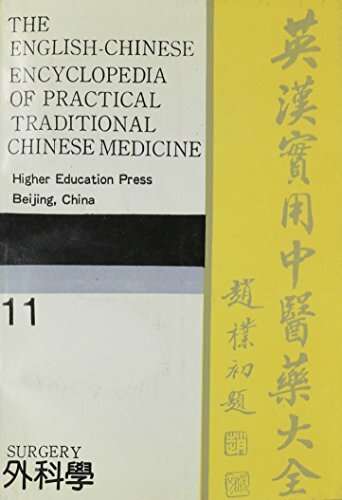 THE
ENGLISH-CHINESE
ENCYCLOPEDIA
OF PRACTICAL
TRADITIONAL
CHINESE MEDICINE
Higher Education Press
Beijing, China
11
SURGERY
外科學
英漢實用中醫藥大全
趙樸初題